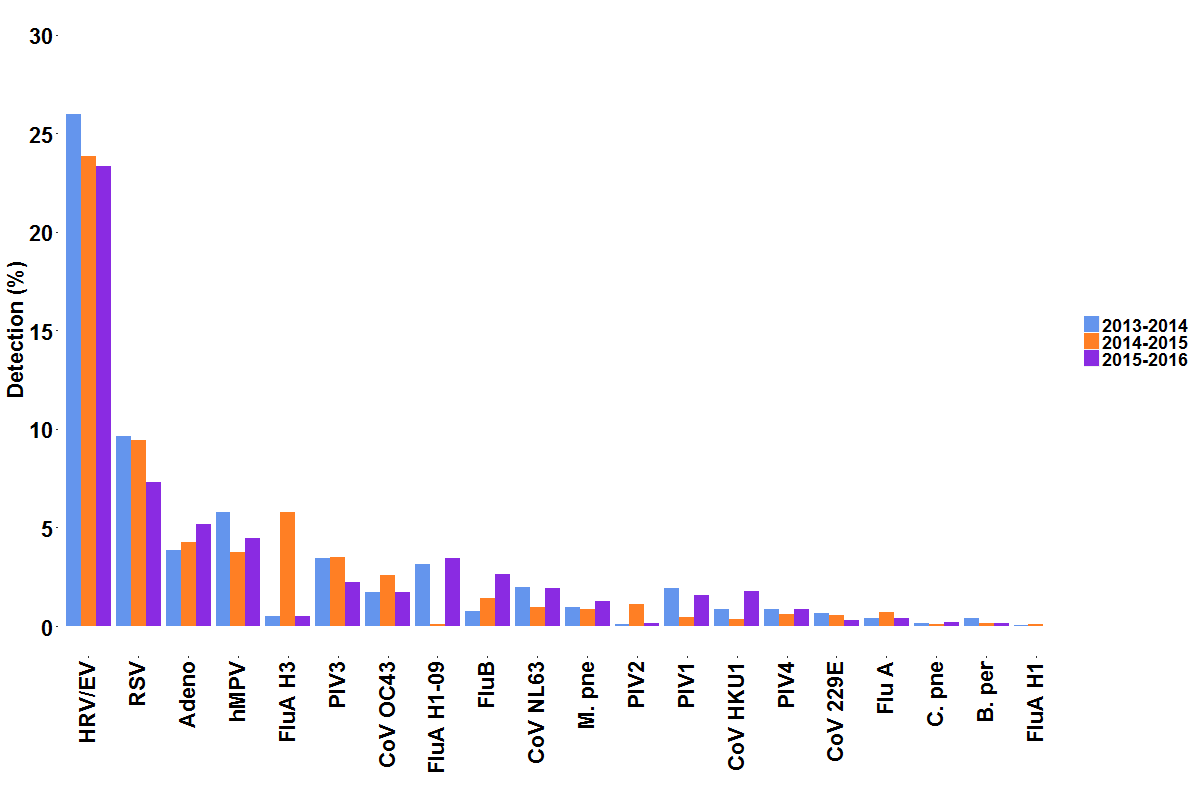 30
25
20
15
10
5
0
Detection (%)
HRV/EV
RSV
Adeno
hMPV
FluA H3
PIV3
CoV OC43
FluA H1-09
FluB
CoV NL63
M. pne
PIV2
PIV1
CoV HKU1
PIV4
CoV 229E
Flu A
C. pne
B. per
FluA H1
2013-2014
2014-2015
2015-2016